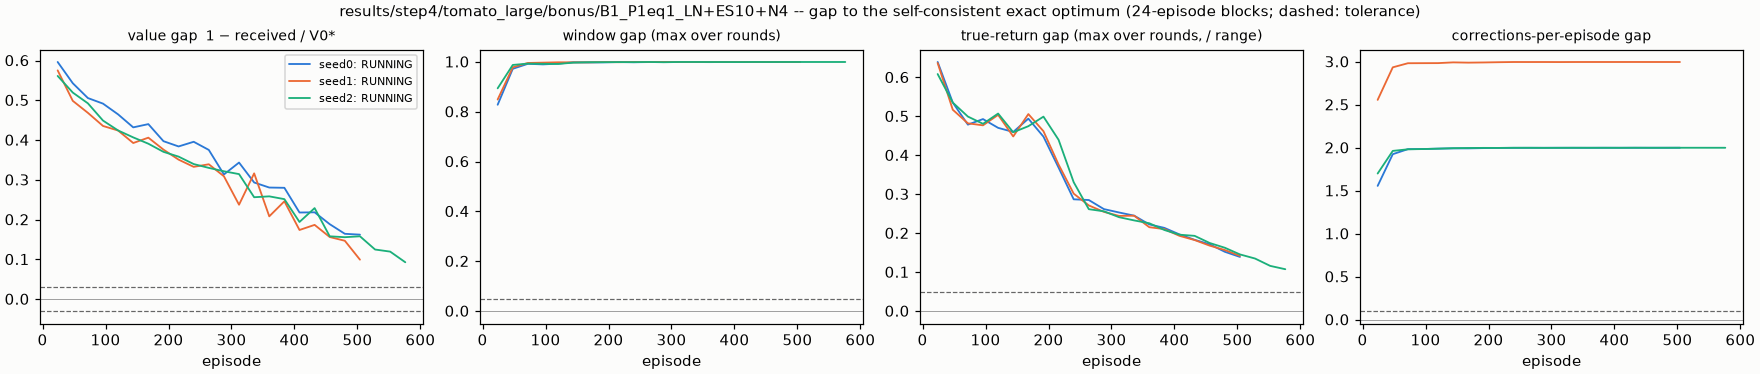 results/step4/tomato_large/bonus/B1_P1eq1_LN+ES10+N4 -- gap to the self-consistent exact optimum (24-episode blocks; dashed: tolerance)
value gap  1 − received / V0*
0.6
0.5
0.4
0.3
0.2
0.1
0.0
seed0: RUNNING
seed1: RUNNING
seed2: RUNNING
0 100 200 300 400 500 600
episode
window gap (max over rounds)
1.0
0.8
0.6
0.4
0.2
0.0
0 100 200 300 400 500 600
episode
true-return gap (max over rounds, / range)
0.6
0.5
0.4
0.3
0.2
0.1
0.0
0 100 200 300 400 500 600
episode
corrections-per-episode gap
3.0
2.5
2.0
1.5
1.0
0.5
0.0
0 100 200 300 400 500 600
episode